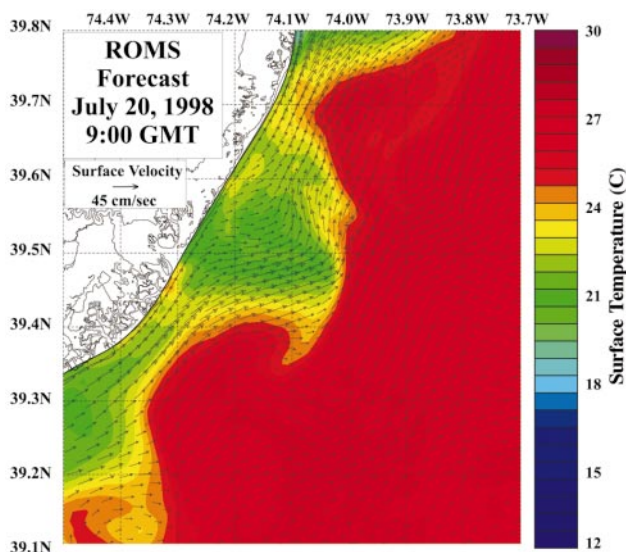 74.4W 74.3W 74.2W 74.1W 74.0W 73.9W 73.8W 73.7W
39.8N
39.7N
39.6N
39.5N
39.4N
39.3N
39.2N
39.1N
ROMS
Forecast
July 20, 1998
9:00 GMT
Surface Velocity
45 cm/sec
30
27
24
21
18
15
12
Surface Temperature (C)